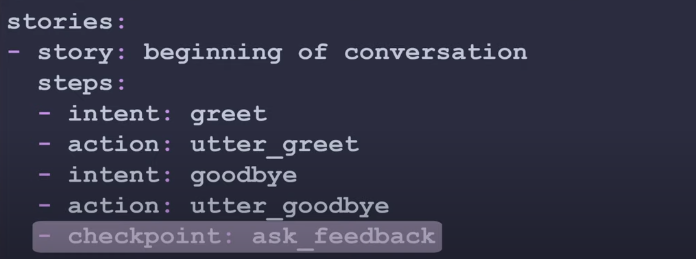 stories:
- story: beginning of conversation
  steps:
  - intent: greet
  - action: utter_greet
  - intent: goodbye
  - action: utter_goodbye
  - checkpoint: ask_feedback